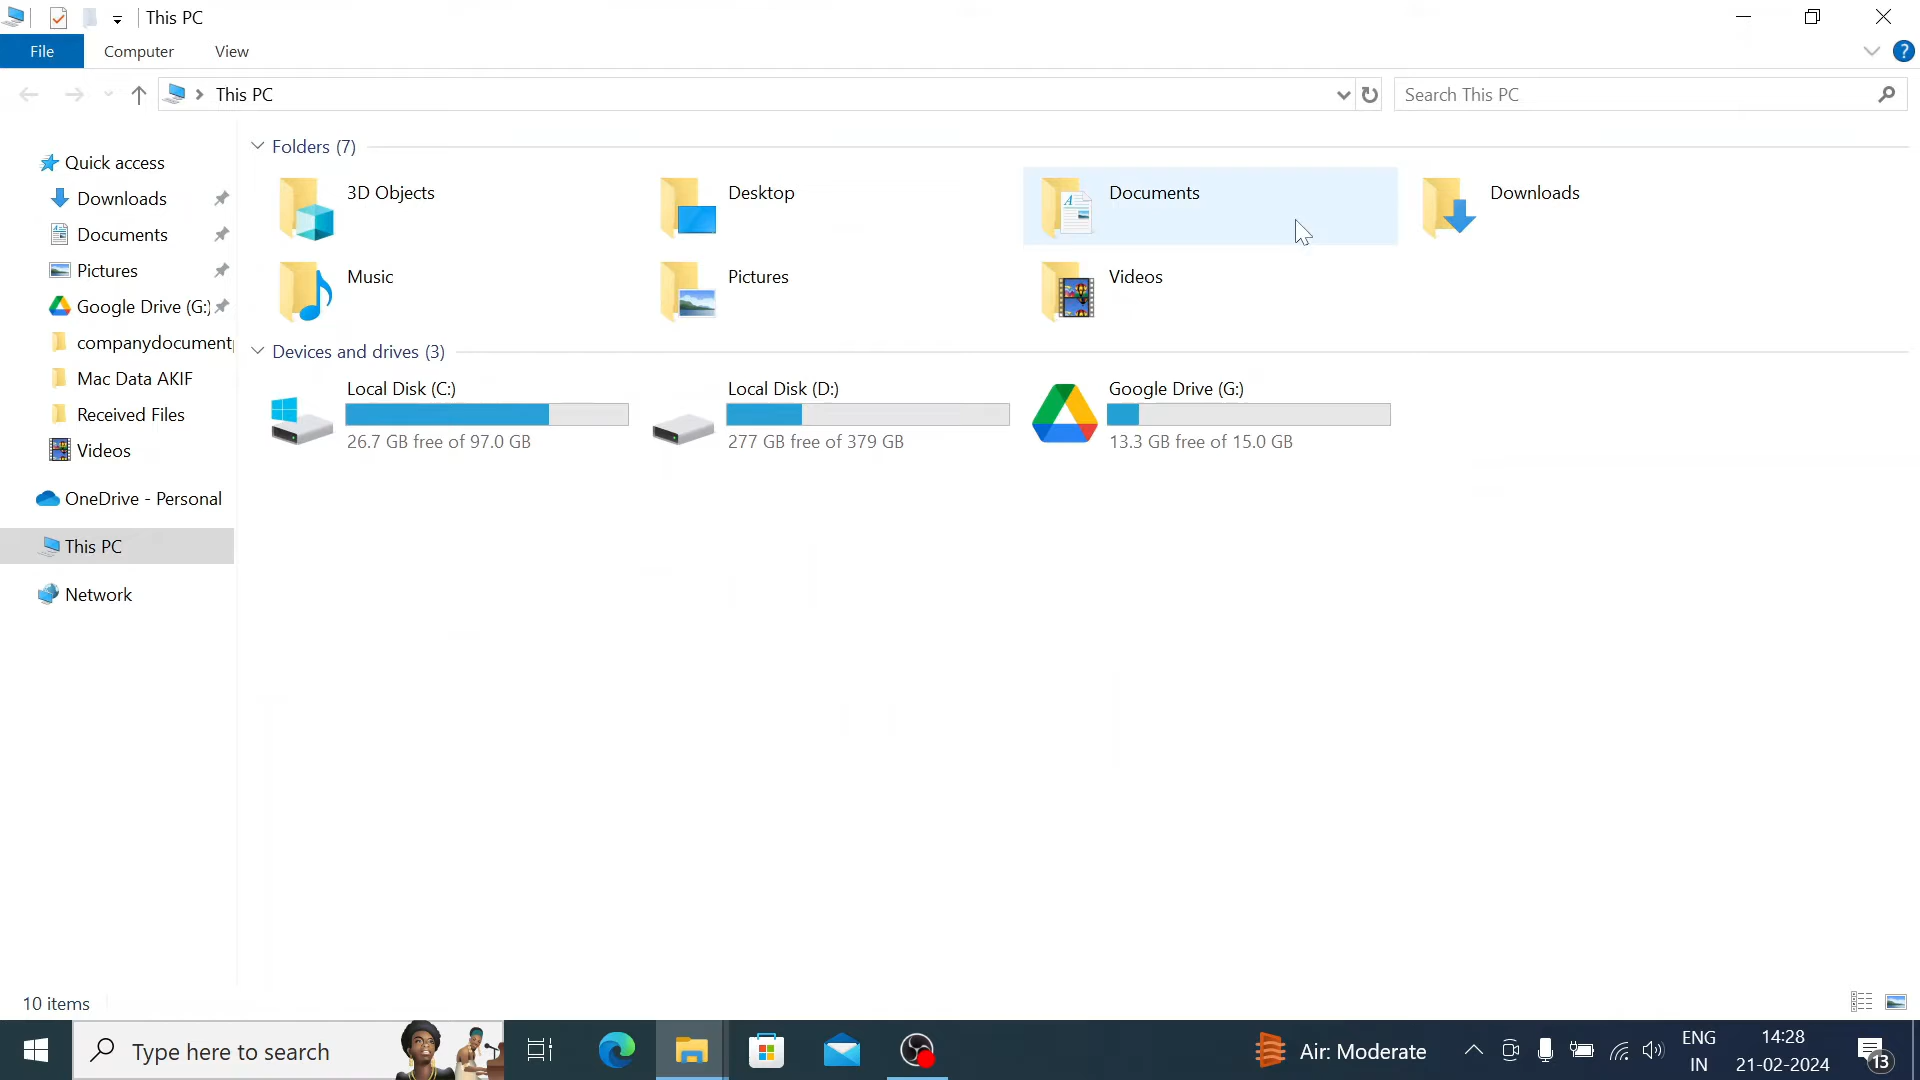 This PC
File
Computer
View
This PC
Search This PC
Quick access
Downloads
Documents
Pictures
Google Drive (G:)
companydocument
Mac Data AKIF
Received Files
Videos
OneDrive - Personal
This PC
Network
Folders (7)
3D Objects
Desktop
Documents
Downloads
Music
Pictures
Videos
Devices and drives (3)
Local Disk (C:)
26.7 GB free of 97.0 GB
Local Disk (D:)
277 GB free of 379 GB
Google Drive (G:)
13.3 GB free of 15.0 GB
10 items
Type here to search
Air: Moderate
ENG
IN
14:28
21-02-2024
13